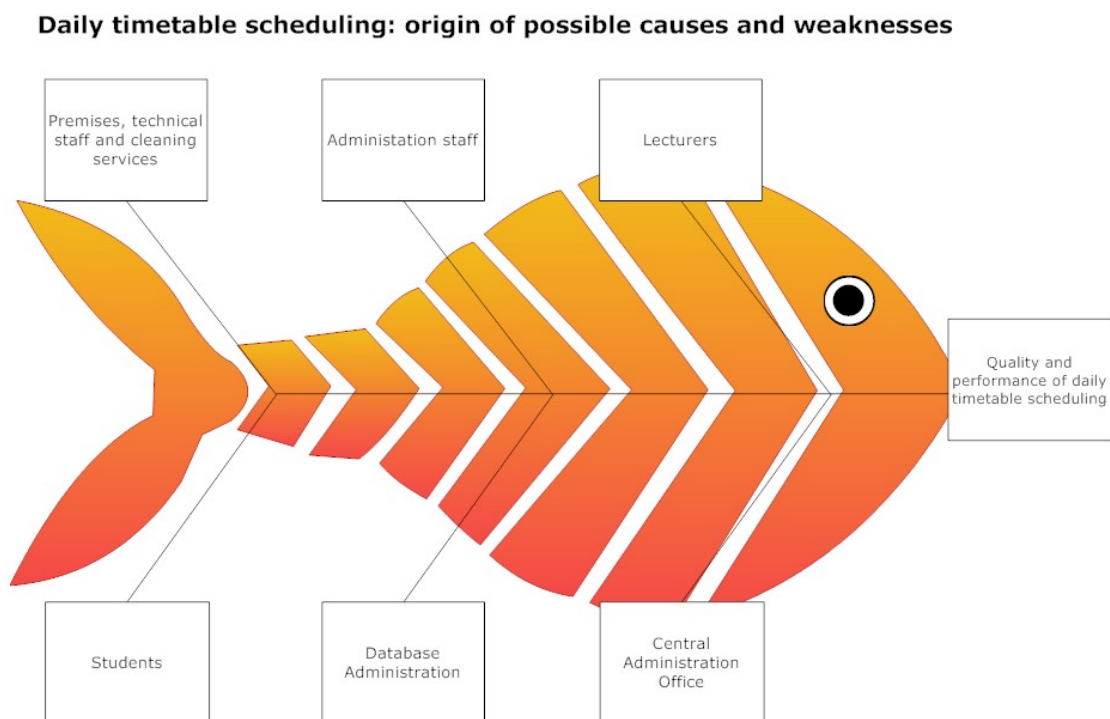 Daily timetable scheduling: origin of possible causes and weaknesses
Premises, technical
staff and cleaning
services
Administation staff
Lecturers
Quality and
performance of daily
timetable scheduling
Students
Database
Administration
Central
Administration
Office